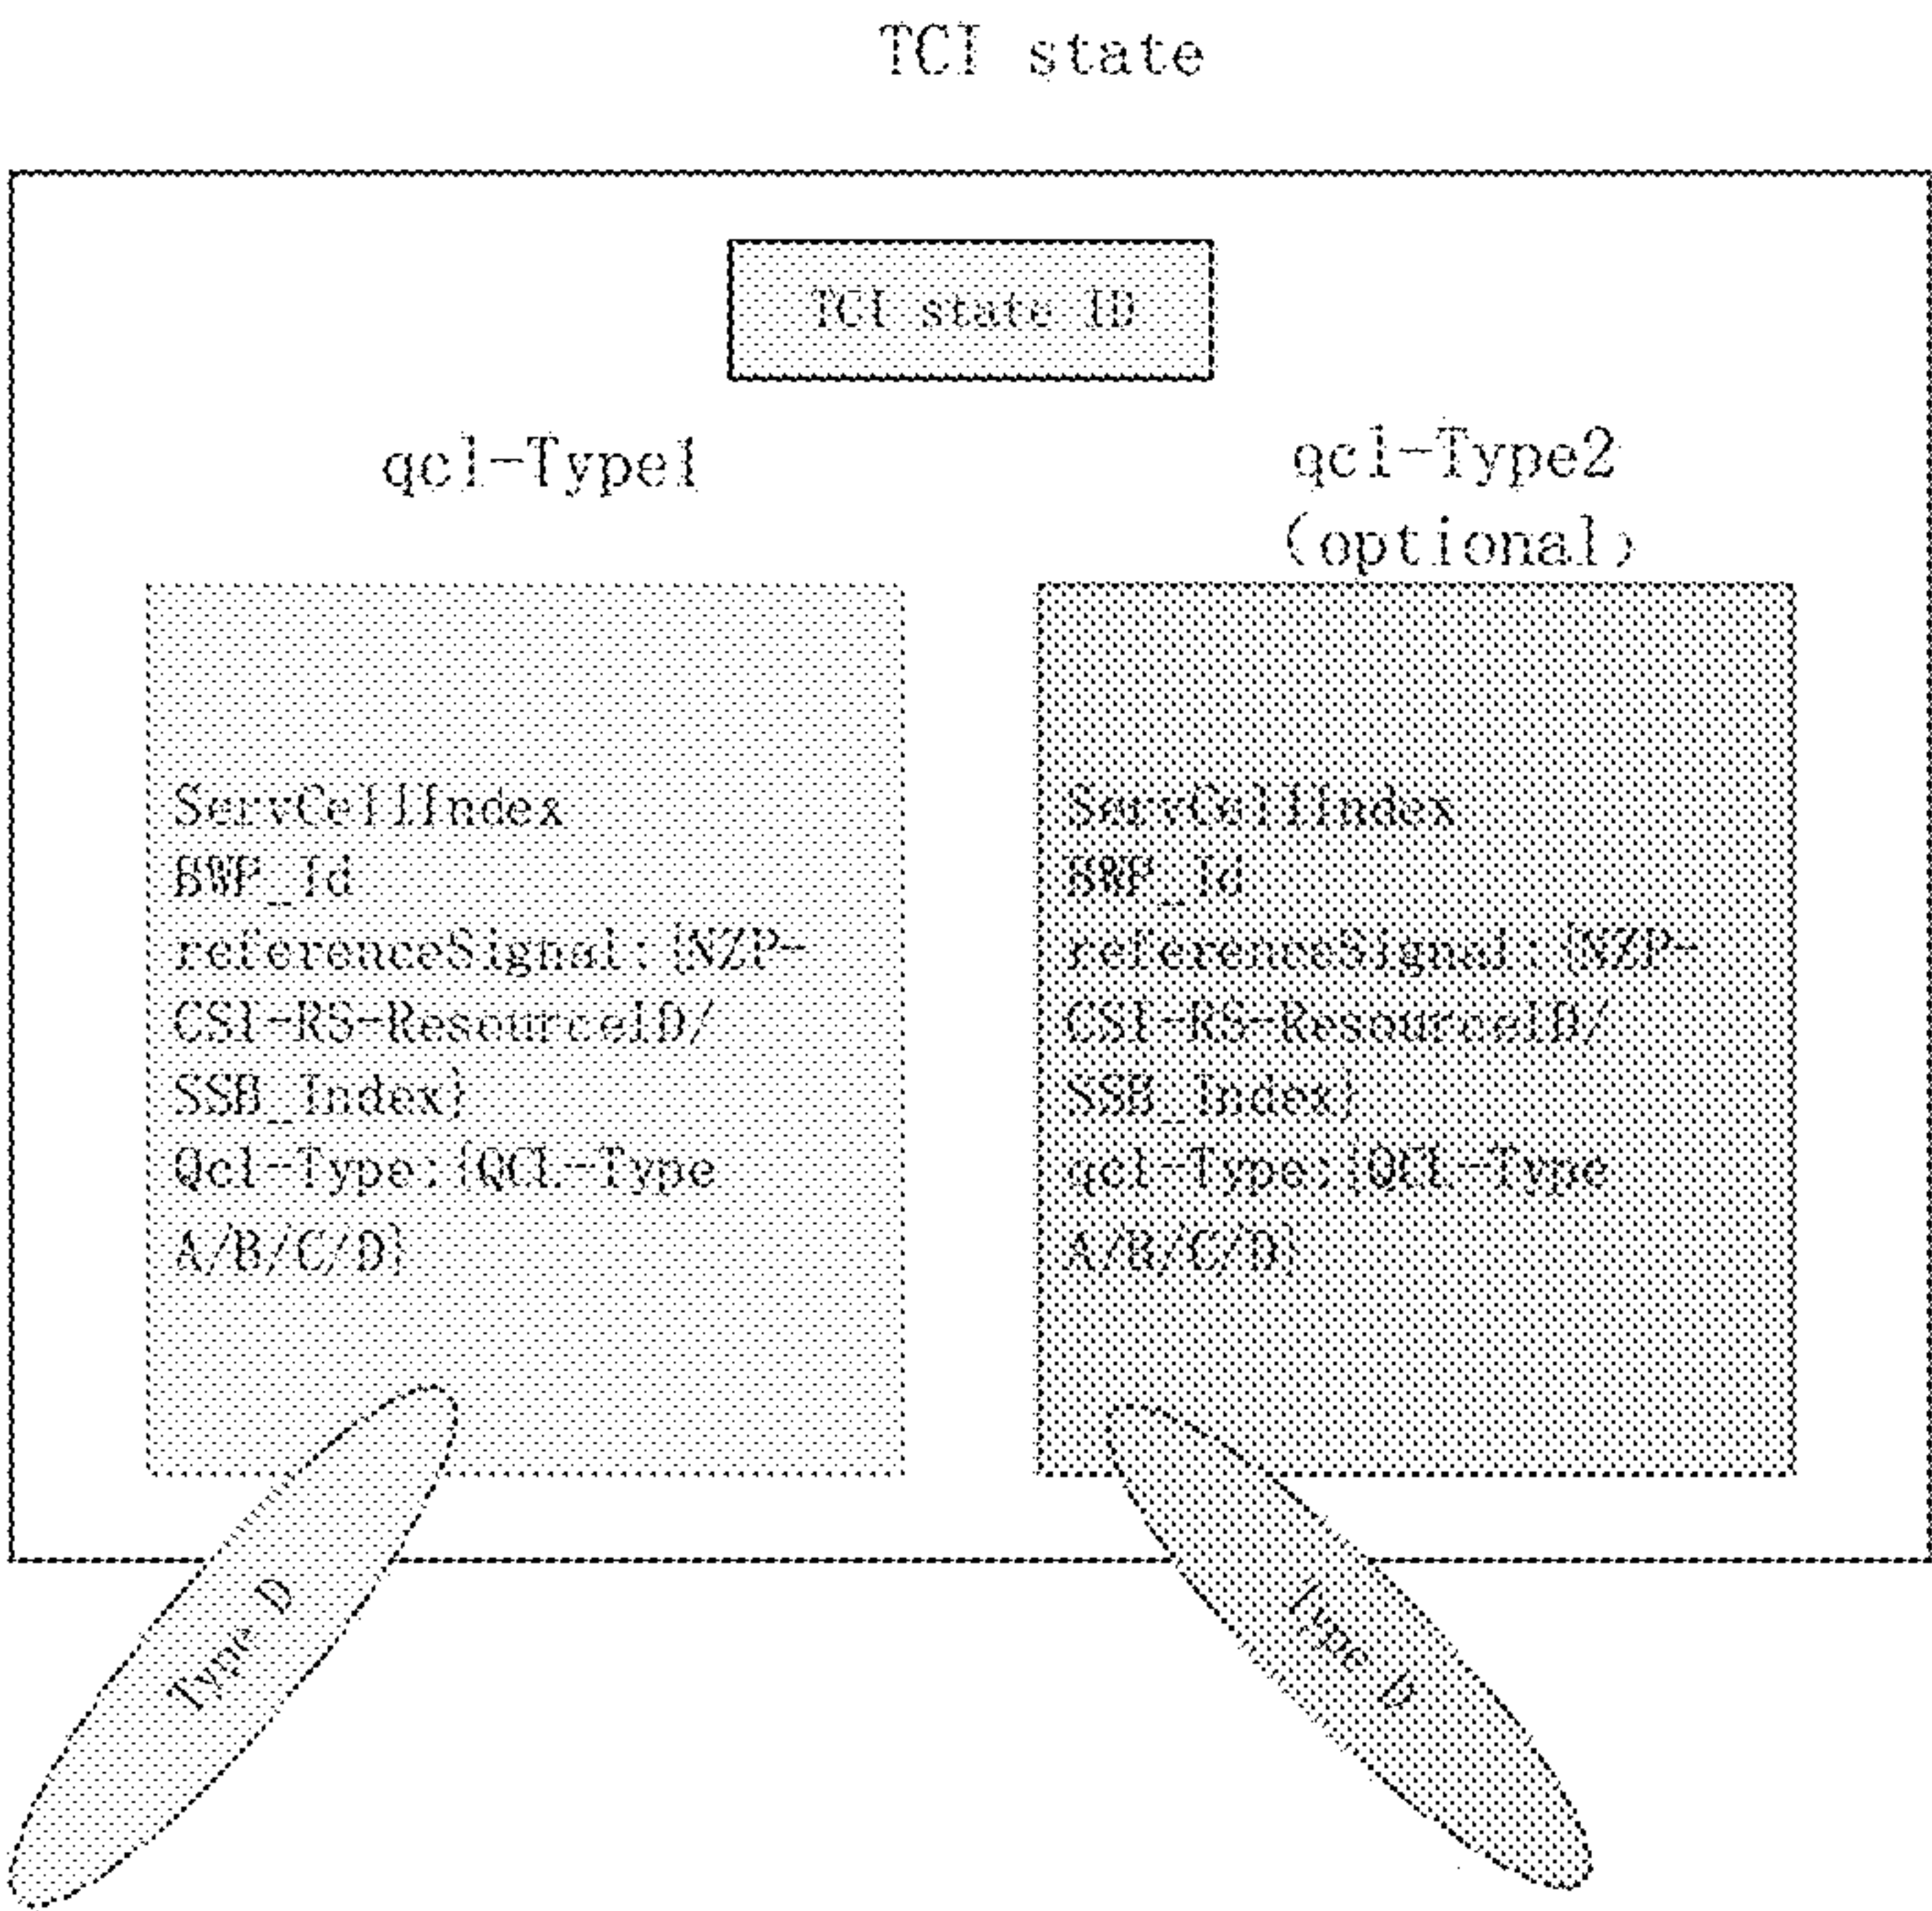 TCI state
TCI state ID
qcl-Type1
qcl-Type2
(optional)
ServCellIndex
BWP_Id
referenceSignal:{NZP-
CSI-RS-ResourceID/
SSB_Index}
Qcl-Type:{QCL-Type
A/B/C/D}
ServCellIndex
BWP_Id
referenceSignal:{NZP-
CSI-RS-ResourceID/
SSB_Index}
qcl-Type:{QCL-Type
A/B/C/D}
Type D
Type D